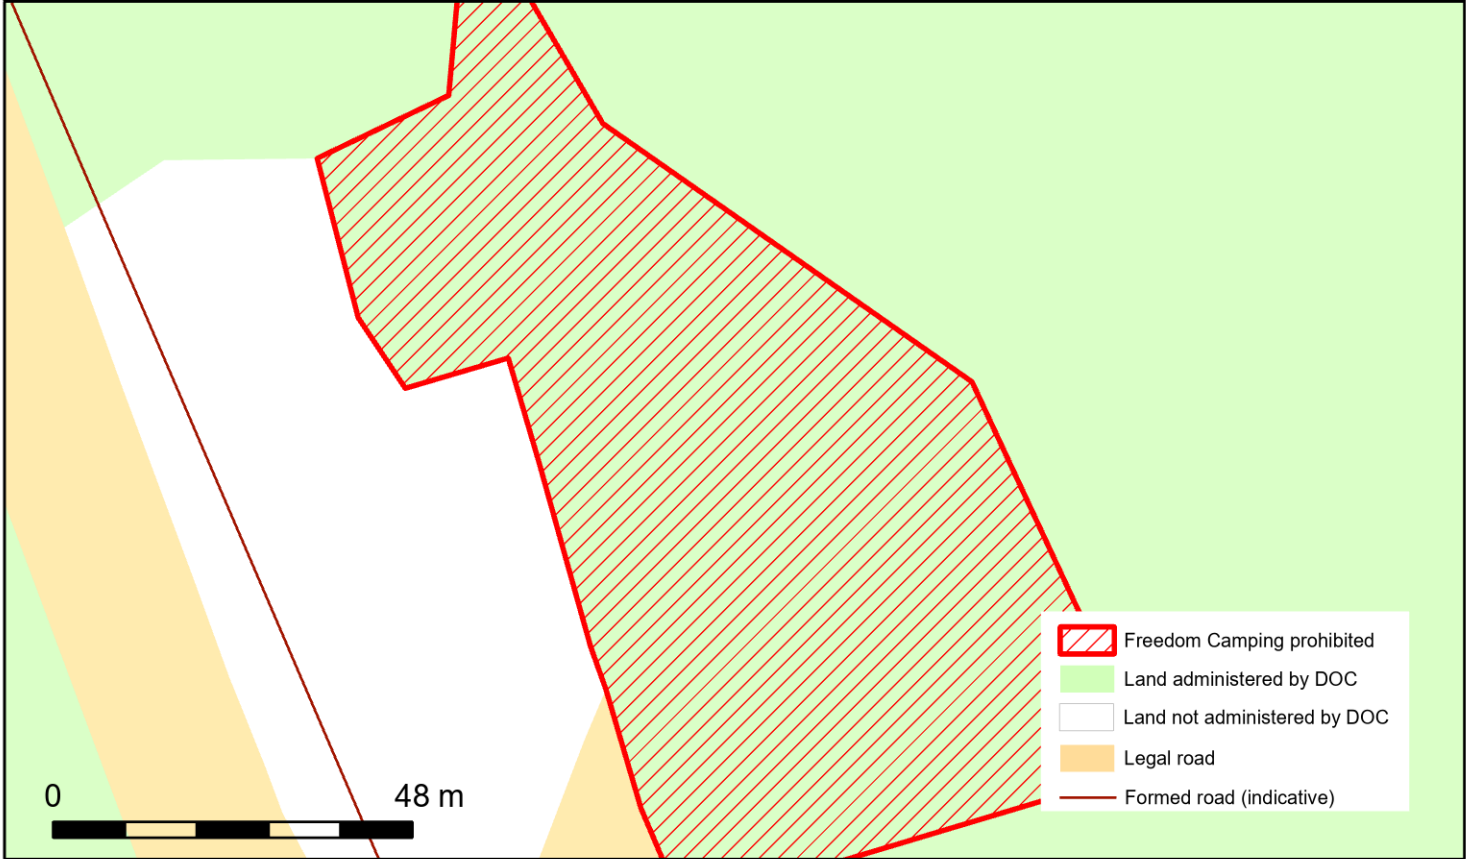 Freedom Camping prohibited
Land administered by DOC
Land not administered by DOC
Legal road
Formed road (indicative)
0 48 m